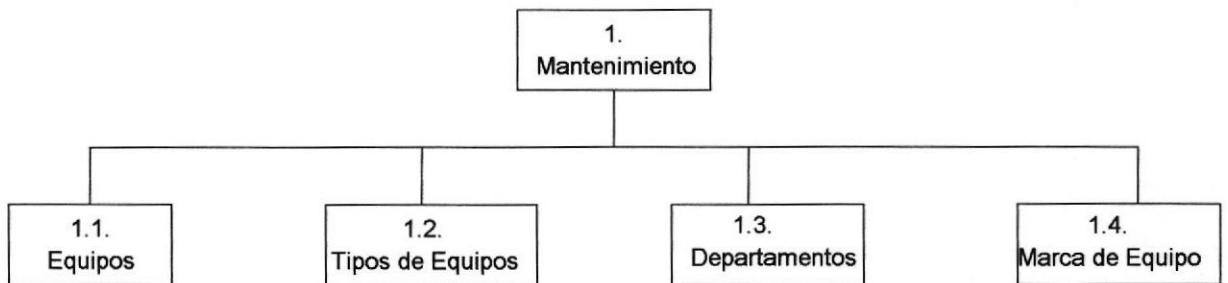 1.
Mantenimiento
1.1.
Equipos
1.2.
Tipos de Equipos
1.3.
Departamentos
1.4.
Marca de Equipo